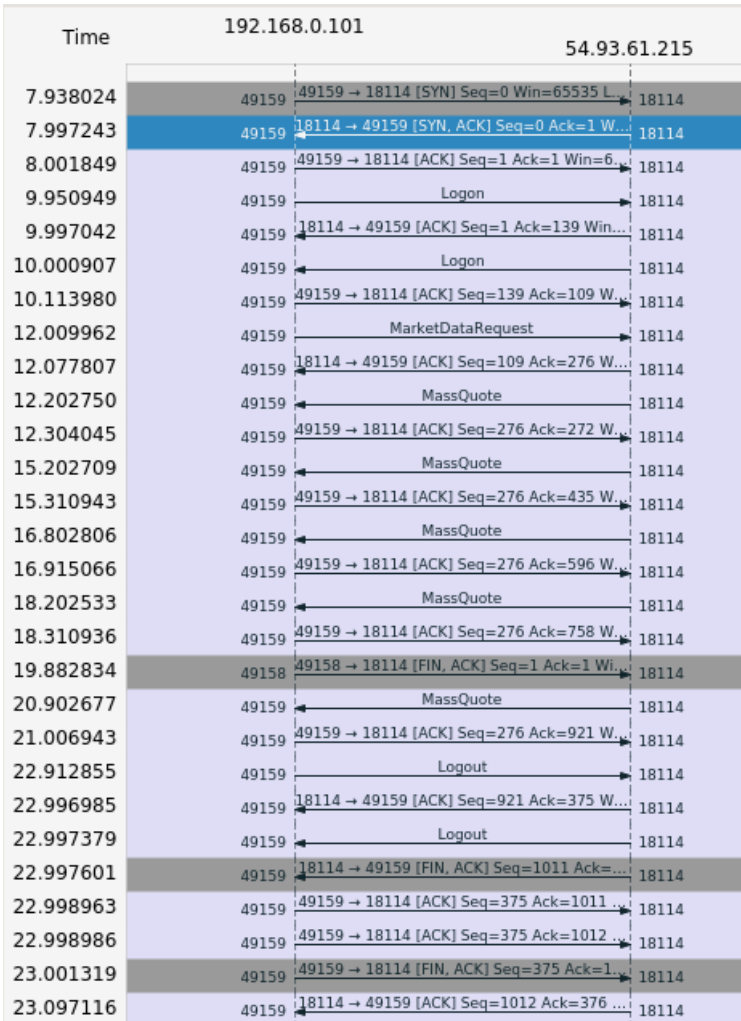 Time 192.168.0.101 54.93.61.215
7.938024 49159 49159 → 18114 [SYN] Seq=0 Win=65535 L... 18114
7.997243 49159 18114 → 49159 [SYN, ACK] Seq=0 Ack=1 W... 18114
8.001849 49159 49159 → 18114 [ACK] Seq=1 Ack=1 Win=6... 18114
9.950949 49159 Logon 18114
9.997042 49159 18114 → 49159 [ACK] Seq=1 Ack=139 Win... 18114
10.000907 49159 Logon 18114
10.113980 49159 49159 → 18114 [ACK] Seq=139 Ack=109 W... 18114
12.009962 49159 MarketDataRequest 18114
12.077807 49159 18114 → 49159 [ACK] Seq=109 Ack=276 W... 18114
12.202750 49159 MassQuote 18114
12.304045 49159 49159 → 18114 [ACK] Seq=276 Ack=272 W... 18114
15.202709 49159 MassQuote 18114
15.310943 49159 49159 → 18114 [ACK] Seq=276 Ack=435 W... 18114
16.802806 49159 MassQuote 18114
16.915066 49159 49159 → 18114 [ACK] Seq=276 Ack=596 W... 18114
18.202533 49159 MassQuote 18114
18.310936 49159 49159 → 18114 [ACK] Seq=276 Ack=758 W... 18114
19.882834 49158 49158 → 18114 [FIN, ACK] Seq=1 Ack=1 Wi... 18114
20.902677 49159 MassQuote 18114
21.006943 49159 49159 → 18114 [ACK] Seq=276 Ack=921 W... 18114
22.912855 49159 Logout 18114
22.996985 49159 18114 → 49159 [ACK] Seq=921 Ack=375 W... 18114
22.997379 49159 Logout 18114
22.997601 49159 18114 → 49159 [FIN, ACK] Seq=1011 Ack=... 18114
22.998963 49159 49159 → 18114 [ACK] Seq=375 Ack=1011 ... 18114
22.998986 49159 49159 → 18114 [ACK] Seq=375 Ack=1012 ... 18114
23.001319 49159 49159 → 18114 [FIN, ACK] Seq=375 Ack=1... 18114
23.097116 49159 18114 → 49159 [ACK] Seq=1012 Ack=376 ... 18114